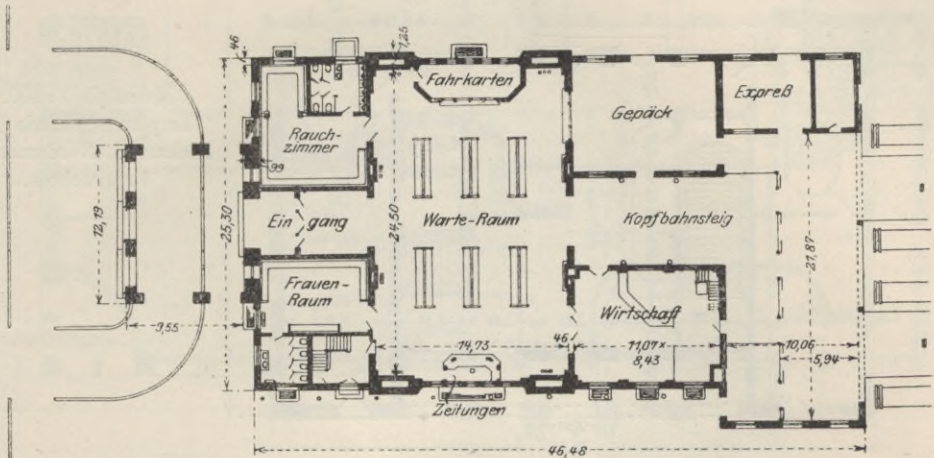 46
1,25
Fahrkarten
Gepäck
Expreß
Rauch-
zimmer
99
12,19
25,30
Ein gang
24,50
Warte-Raum
Kopfbahnsteig
21,87
Frauen-
Raum
Wirtschaft
9,55
14,73
46
11,07 ×
8,43
10,06
5,94
Zeitungen
46,48